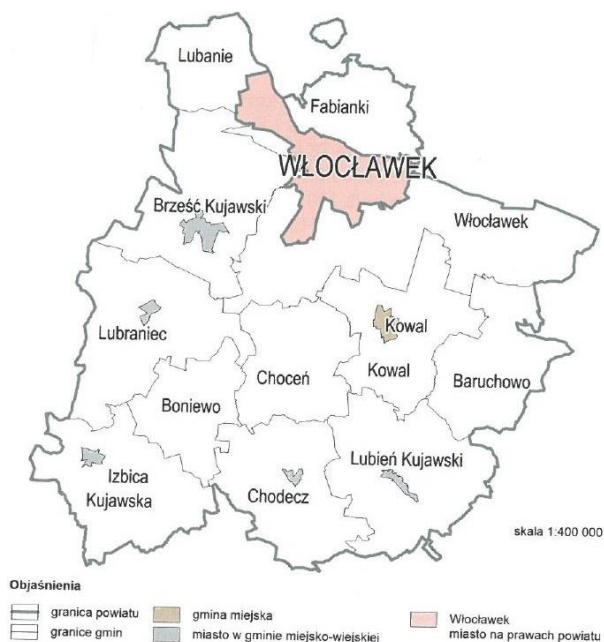 Lubanie
Fabianki
WŁOCŁAWEK
Brześć Kujawski
Włocławek
Lubraniec
Kowal
Choceń
Kowal
Baruchowo
Boniewo
Lubień Kujawski
Izbica
Kujawska
Chodecz
skala 1:400 000
Objaśnienia
granica powiatu
gmina miejska
Włocławek
miasto na prawach powiatu
granice gmin
miasto w gminie miejsko-wiejskiej